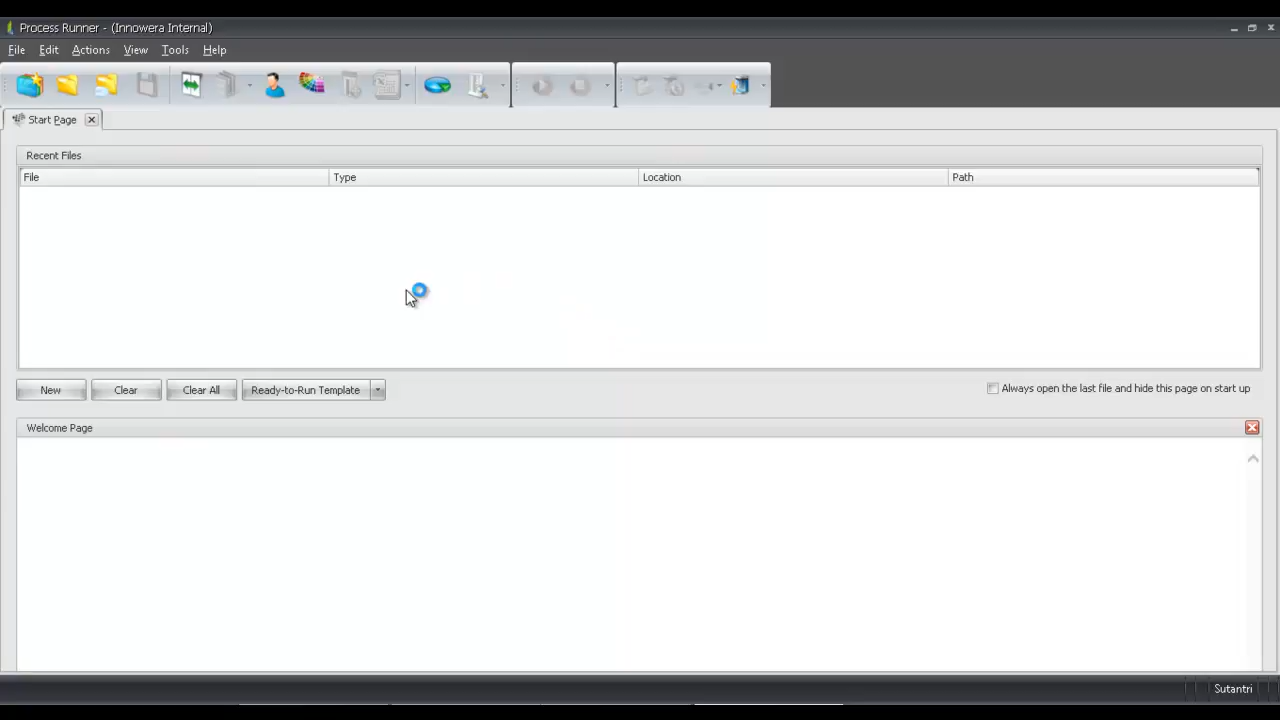 Process Runner - (Innowera Internal)
File Edit Actions View Tools Help
Start Page
Recent Files
File Type Location Path
New Clear Clear All Ready-to-Run Template Always open the last file and hide this page on start up
Welcome Page
Sutantri